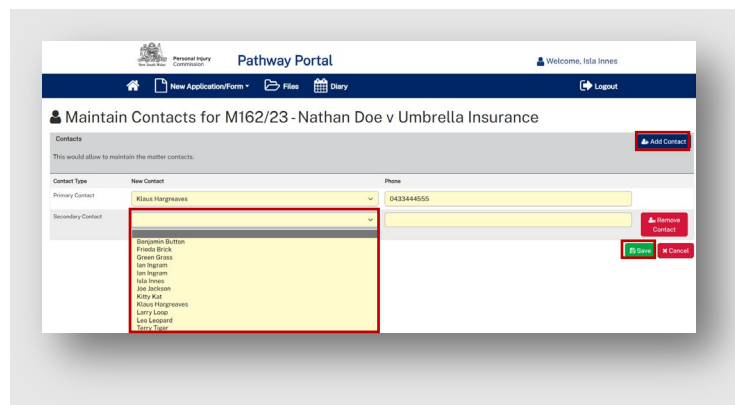 Personal Injury
Commission
Pathway Portal
Welcome, Isla Innes
New Application/Form
Files
Diary
Logout
Maintain Contacts for M162/23 - Nathan Doe v Umbrella Insurance
Contacts
Add Contact
This would allow to maintain the matter contacts.
Contact Type New Contact Phone
Primary Contact Klaus Hargreaves 0433444555
Secondary Contact
Remove
Contact
Benjamin Button
Frieda Brick
Green Grass
Ian Ingram
Ian Ingram
Isla Innes
Joe Jackson
Kitty Kat
Klaus Hargreaves
Larry Loop
Leo Leopard
Terry Tiger
Save
Cancel